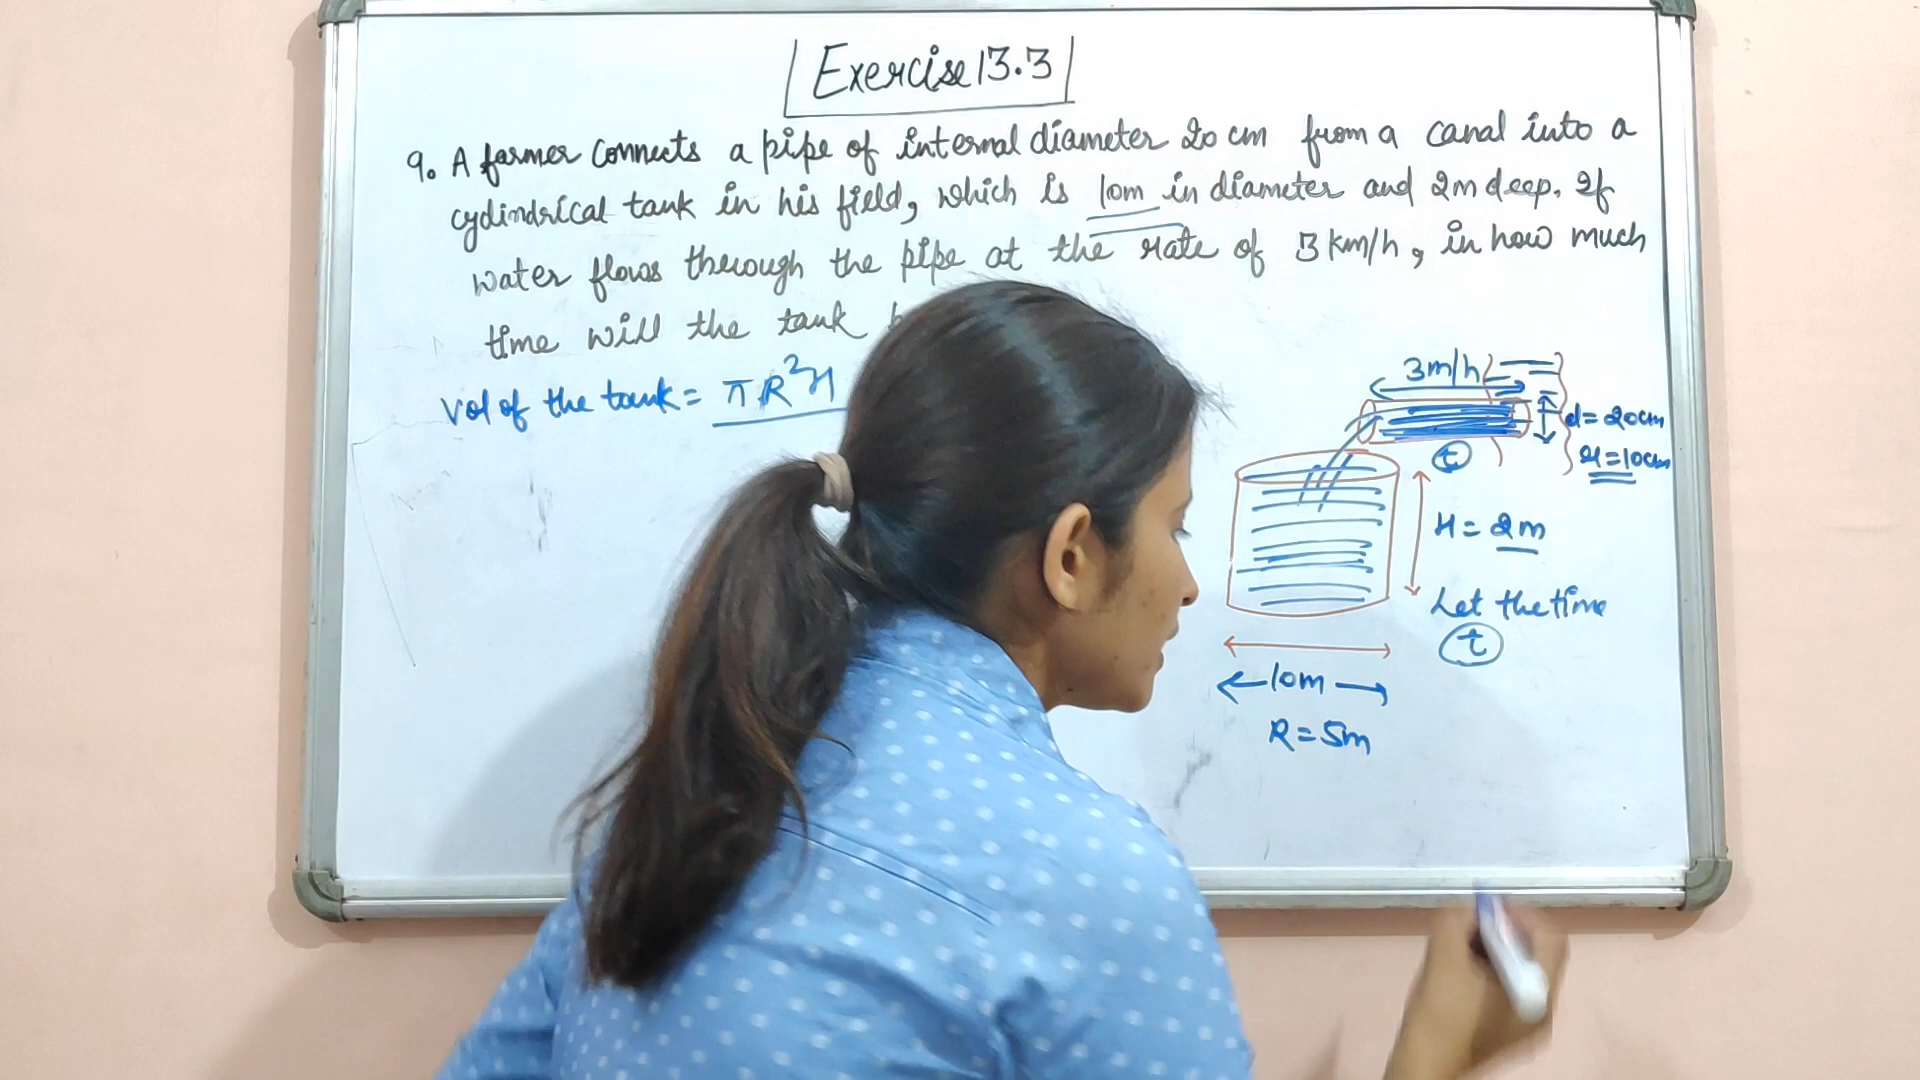 Exercise 13.3
9. A farmer connects a pipe of internal diameter 20 cm from a canal into a
cylindrical tank in his field, which is 10m in diameter and 2m deep. If
water flows through the pipe at the rate of 3 km/h, in how much
time will the tank
Vol of the tank = πR²H
3m/h
d=20cm
r=10cm
t
H=2m
Let the time
t
10m
R=5m